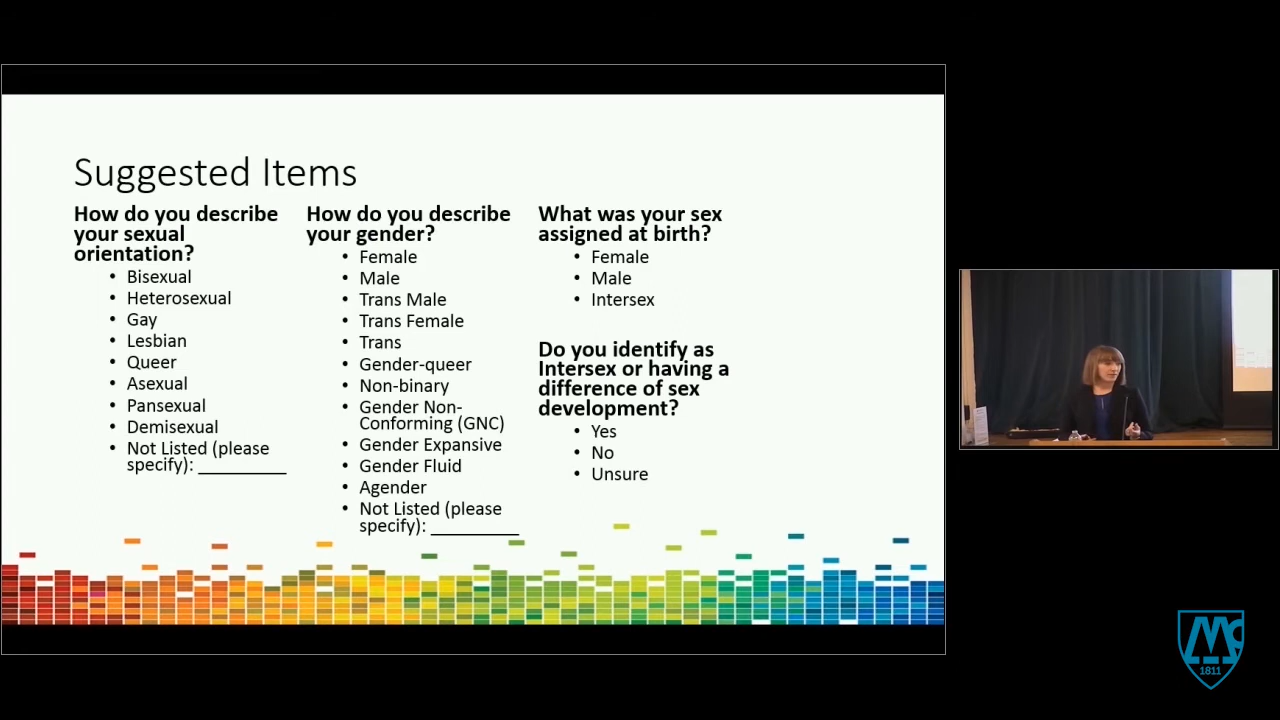 Suggested Items
How do you describe
your sexual
orientation?
• Bisexual
• Heterosexual
• Gay
• Lesbian
• Queer
• Asexual
• Pansexual
• Demisexual
• Not Listed (please
specify): __________
How do you describe
your gender?
• Female
• Male
• Trans Male
• Trans Female
• Trans
• Gender-queer
• Non-binary
• Gender Non-
Conforming (GNC)
• Gender Expansive
• Gender Fluid
• Agender
• Not Listed (please
specify): __________
What was your sex
assigned at birth?
• Female
• Male
• Intersex
Do you identify as
Intersex or having a
difference of sex
development?
• Yes
• No
• Unsure
1811